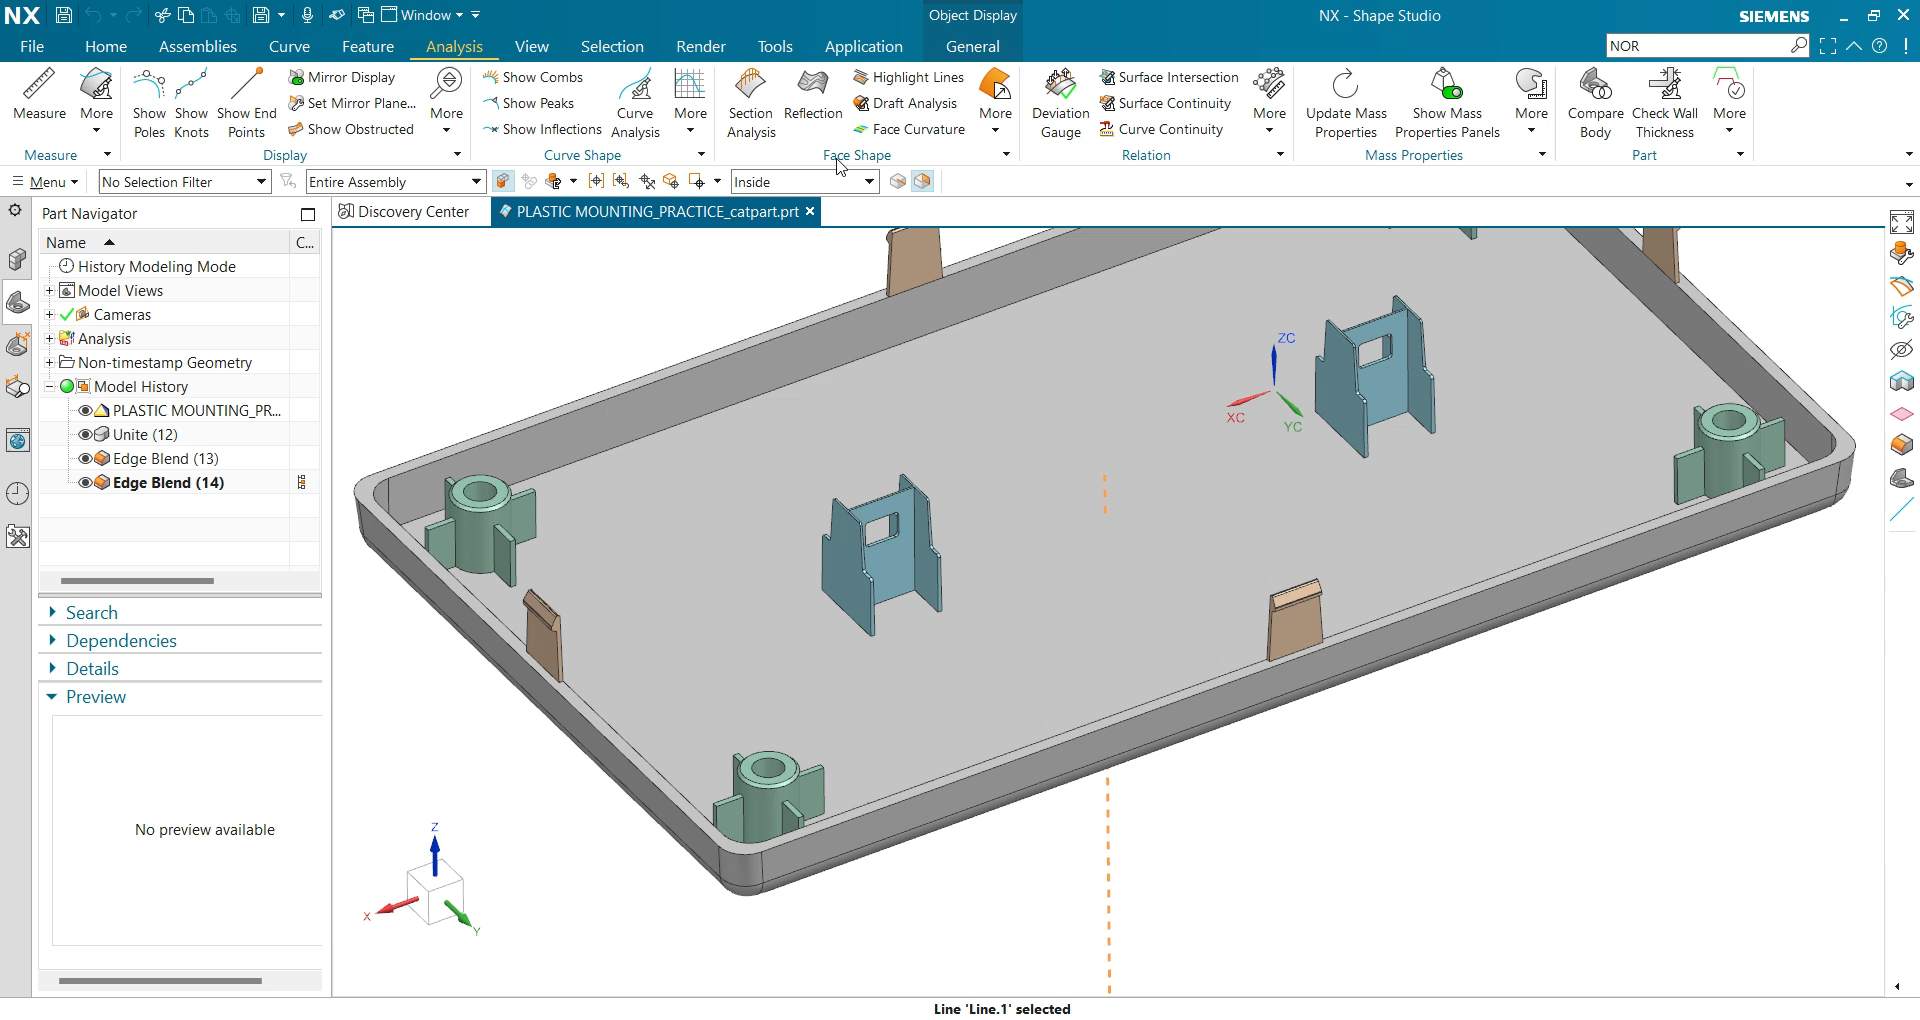 NX
Window
Object Display
NX - Shape Studio
SIEMENS
File Home Assemblies Curve Feature Analysis View Selection Render Tools Application General
NOR
Measure
More
Measure
Show Poles
Show Knots
Show End Points
Mirror Display
Set Mirror Plane...
Show Obstructed
More
Display
Show Combs
Show Peaks
Show Inflections
Curve Analysis
More
Curve Shape
Section Analysis
Reflection
Highlight Lines
Draft Analysis
Face Curvature
More
Face Shape
Deviation Gauge
Surface Intersection
Surface Continuity
Curve Continuity
More
Relation
Update Mass Properties
Show Mass Properties Panels
More
Mass Properties
Compare Body
Check Wall Thickness
More
Part
Menu
No Selection Filter
Entire Assembly
Inside
Part Navigator
Discovery Center
PLASTIC MOUNTING_PRACTICE_catpart.prt
Name C...
History Modeling Mode
Model Views
Cameras
Analysis
Non-timestamp Geometry
Model History
PLASTIC MOUNTING_PR...
Unite (12)
Edge Blend (13)
Edge Blend (14)
Search
Dependencies
Details
Preview
No preview available
ZC
XC
YC
Z
X
Y
Line 'Line.1' selected